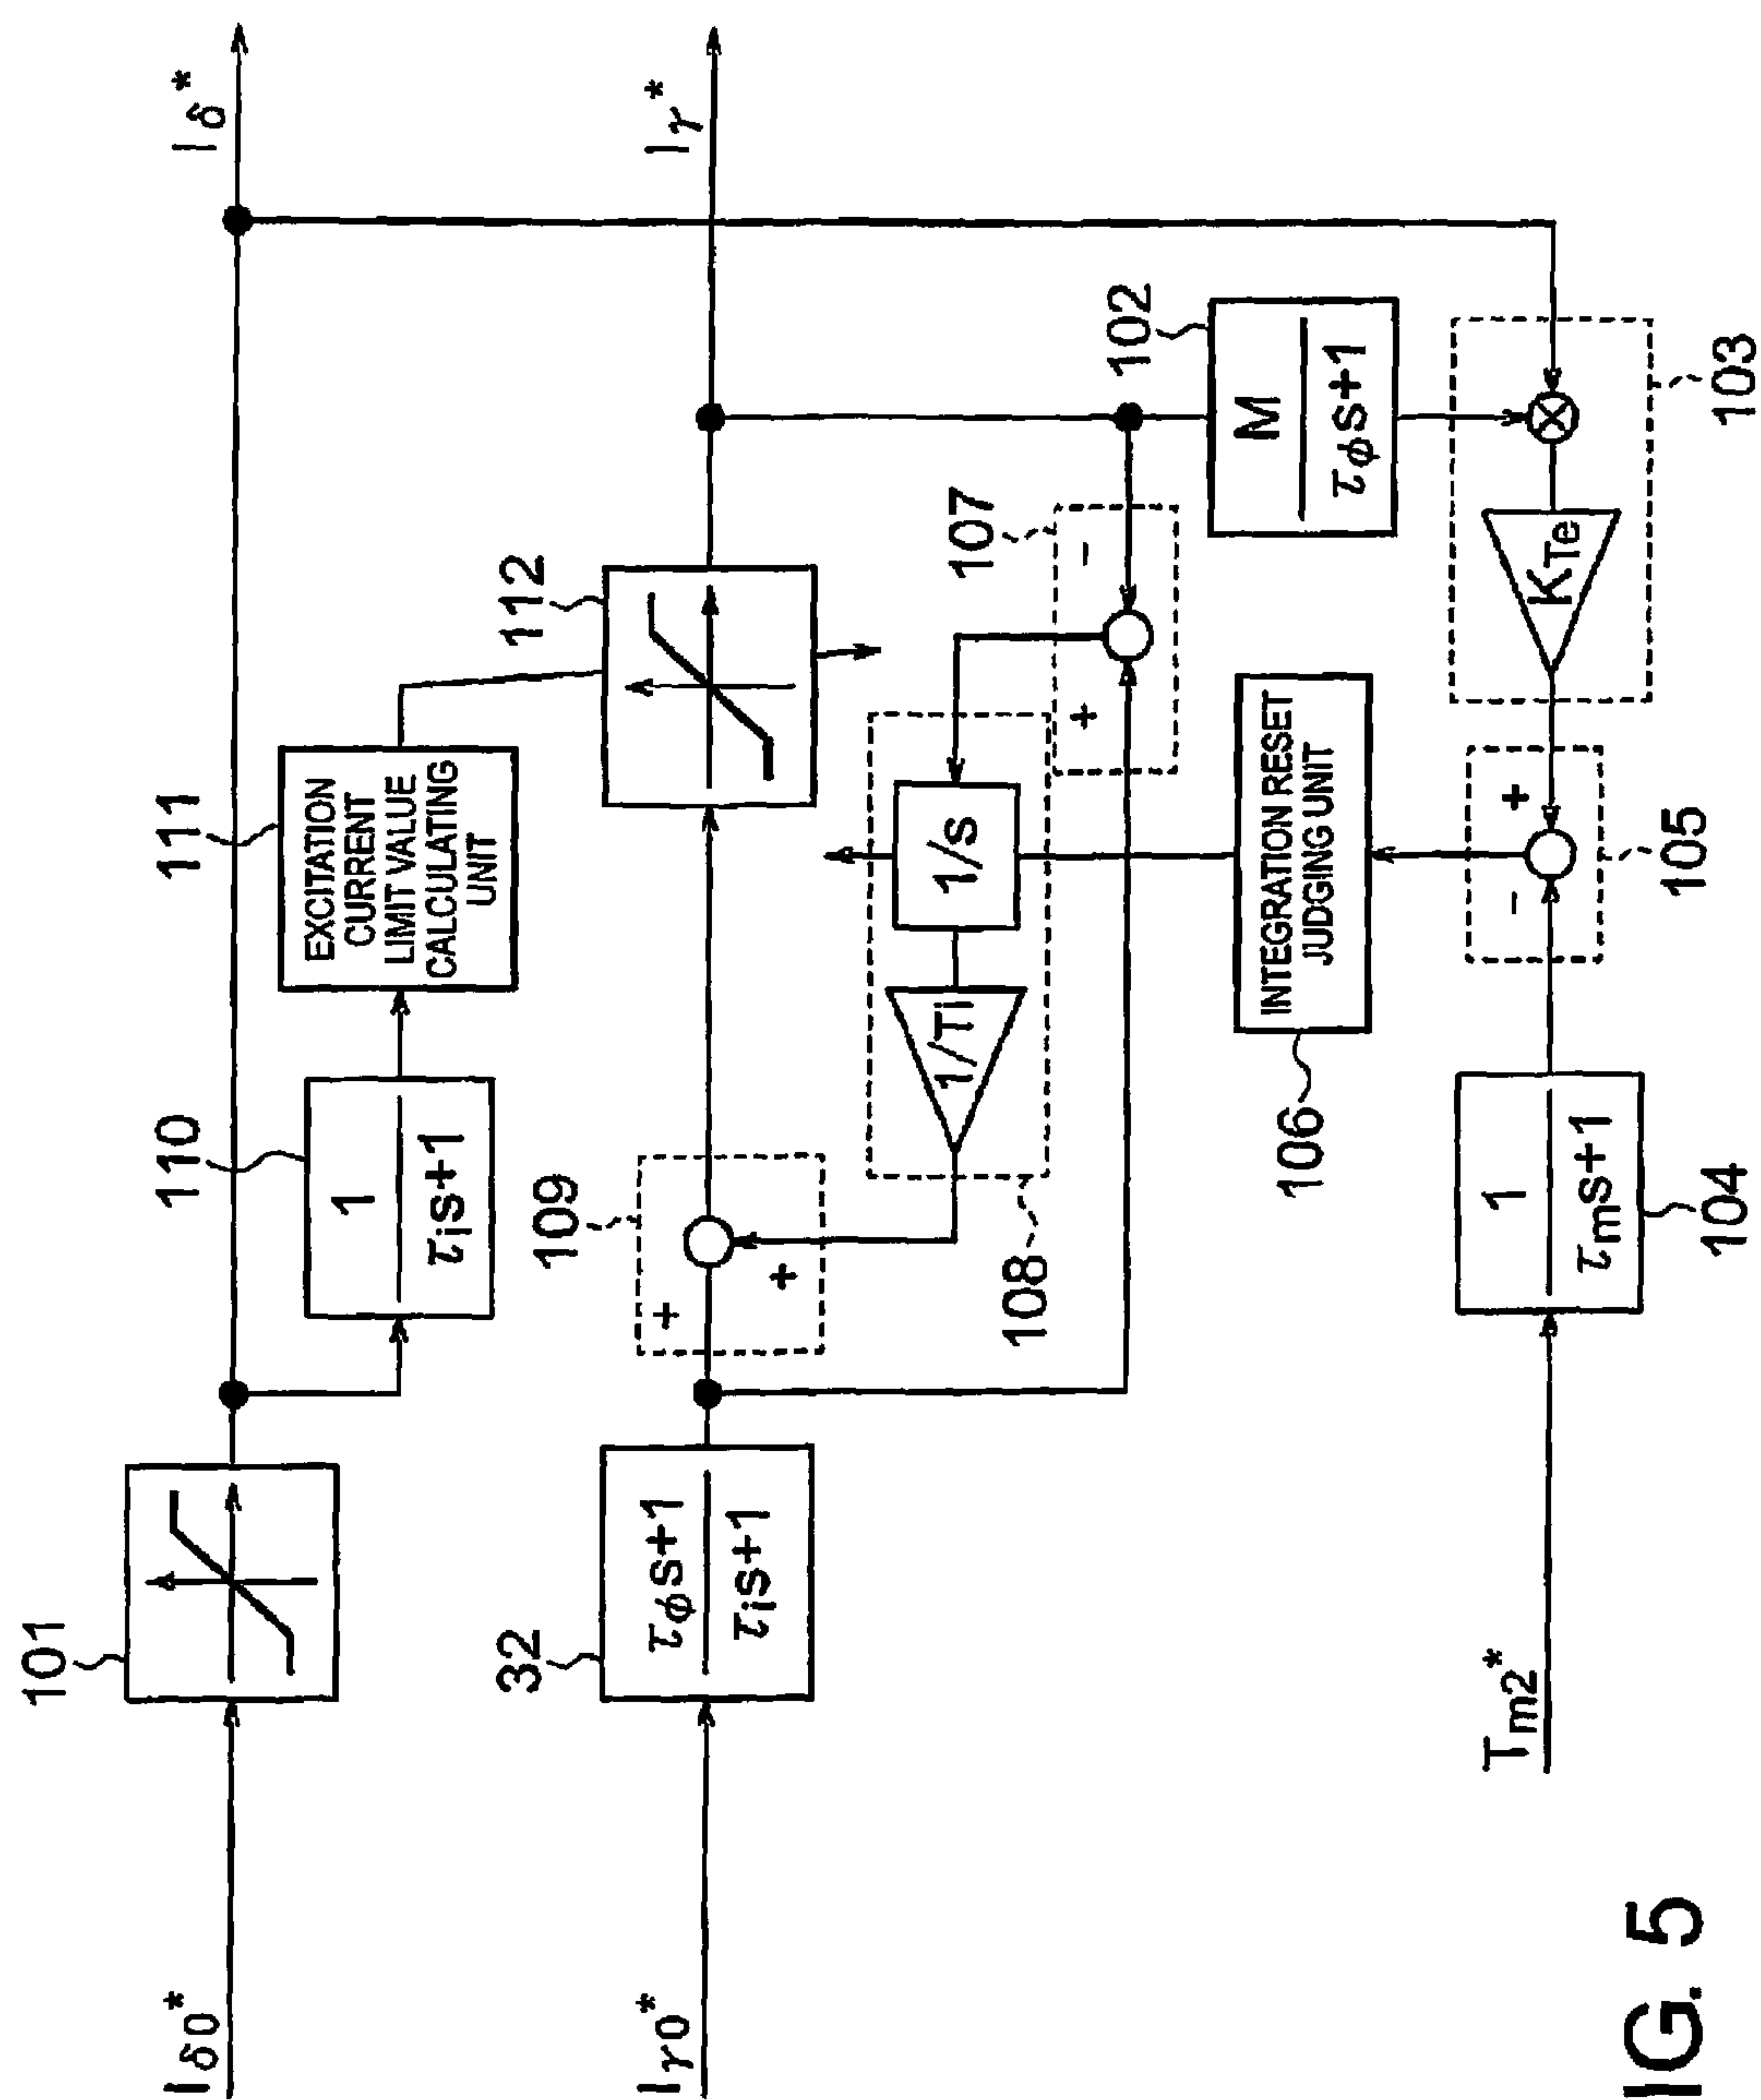 Iδ0*
101
110
1
τis+1
111
EXCITATION
CURRENT
LIMIT VALUE
CALCULATING
UNIT
Iδ*
Iγ0*
32
τφs+1
τis+1
109
+
+
112
Iγ*
108
1/Ti
1/s
107
+
-
102
M
τφs+1
106
INTEGRATION RESET
JUDGING UNIT
Tm2*
104
1
τms+1
105
-
+
KTe
103
IG. 5